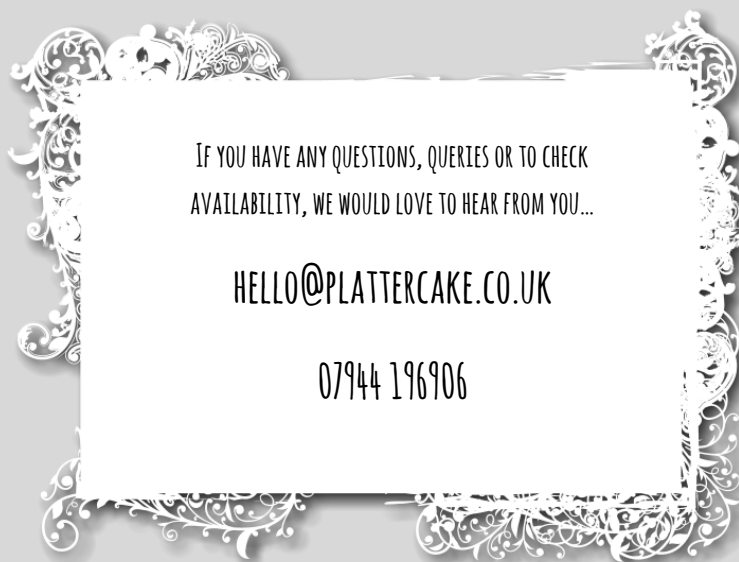 If you have any questions, queries or to check
availability, we would love to hear from you...
hello@plattercake.co.uk
07944 196906